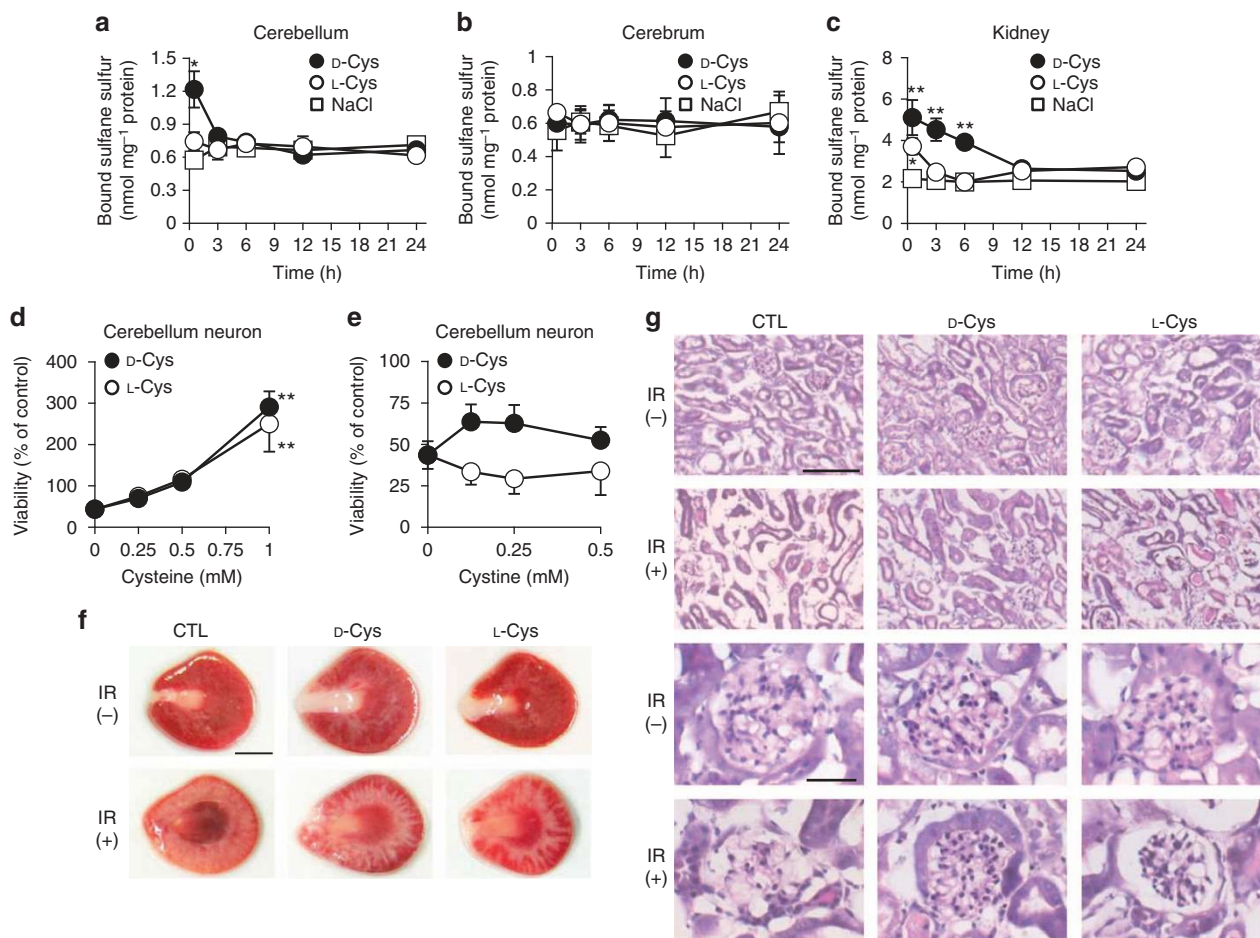 a
Cerebellum
Bound sulfane sulfur
(nmol mg⁻¹ protein)
1.5
1.2
0.9
0.6
0.3
0
*
D-Cys
L-Cys
NaCl
0 3 6 9 12 15 18 21 24
Time (h)
b
Cerebrum
Bound sulfane sulfur
(nmol mg⁻¹ protein)
1
0.8
0.6
0.4
0.2
0
D-Cys
L-Cys
NaCl
0 3 6 9 12 15 18 21 24
Time (h)
c
Kidney
Bound sulfane sulfur
(nmol mg⁻¹ protein)
8
6
4
2
0
**
**
**
*
D-Cys
L-Cys
NaCl
0 3 6 9 12 15 18 21 24
Time (h)
d
Cerebellum neuron
Viability (% of control)
400
300
200
100
0
D-Cys
L-Cys
**
**
0 0.25 0.5 0.75 1
Cysteine (mM)
e
Cerebellum neuron
Viability (% of control)
100
75
50
25
0
D-Cys
L-Cys
0 0.25 0.5
Cystine (mM)
f
CTL D-Cys L-Cys
IR
(–)
IR
(+)
g
CTL D-Cys L-Cys
IR
(–)
IR
(+)
IR
(–)
IR
(+)